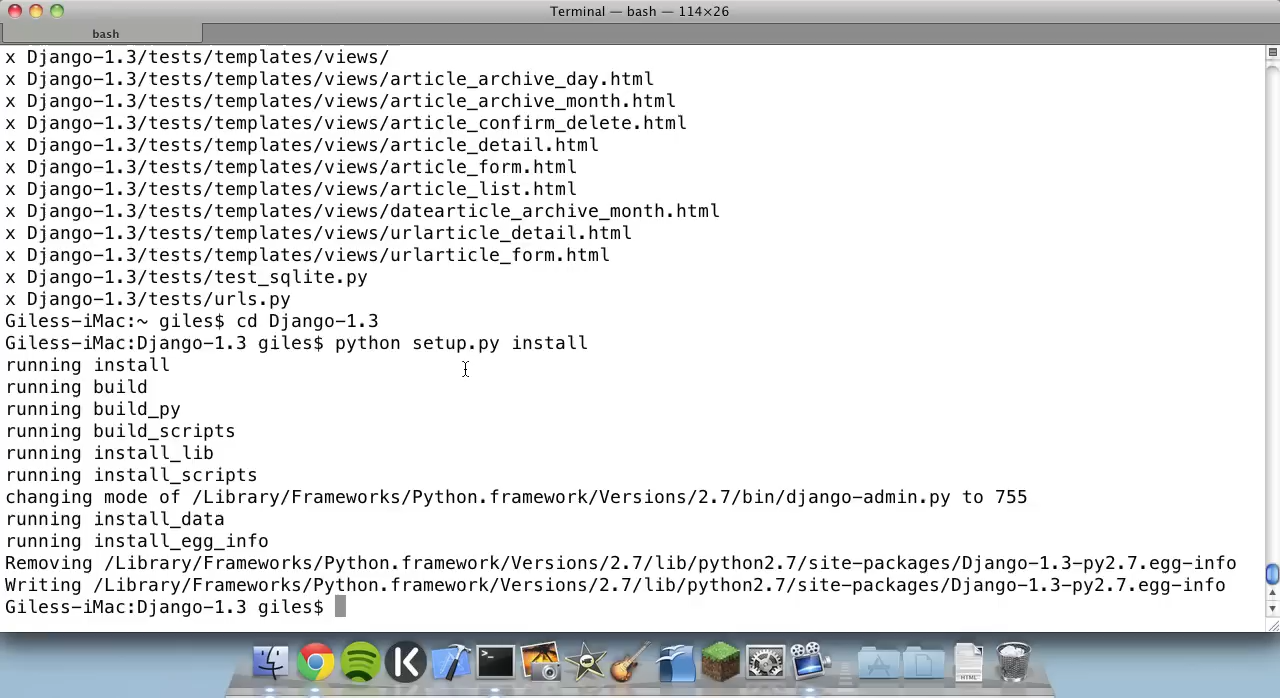 Terminal — bash — 114×26
bash
x Django-1.3/tests/templates/views/
x Django-1.3/tests/templates/views/article_archive_day.html
x Django-1.3/tests/templates/views/article_archive_month.html
x Django-1.3/tests/templates/views/article_confirm_delete.html
x Django-1.3/tests/templates/views/article_detail.html
x Django-1.3/tests/templates/views/article_form.html
x Django-1.3/tests/templates/views/article_list.html
x Django-1.3/tests/templates/views/datearticle_archive_month.html
x Django-1.3/tests/templates/views/urlarticle_detail.html
x Django-1.3/tests/templates/views/urlarticle_form.html
x Django-1.3/tests/test_sqlite.py
x Django-1.3/tests/urls.py
Giless-iMac:~ giles$ cd Django-1.3
Giless-iMac:Django-1.3 giles$ python setup.py install
running install
running build
running build_py
running build_scripts
running install_lib
running install_scripts
changing mode of /Library/Frameworks/Python.framework/Versions/2.7/bin/django-admin.py to 755
running install_data
running install_egg_info
Removing /Library/Frameworks/Python.framework/Versions/2.7/lib/python2.7/site-packages/Django-1.3-py2.7.egg-info
Writing /Library/Frameworks/Python.framework/Versions/2.7/lib/python2.7/site-packages/Django-1.3-py2.7.egg-info
Giless-iMac:Django-1.3 giles$
K
HTML